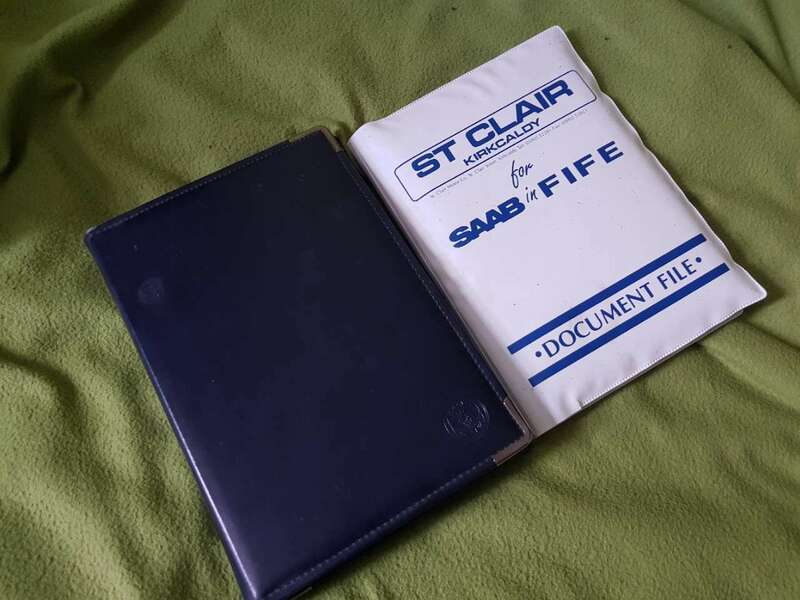 ST CLAIR
KIRKCALDY
for
SAAB in FIFE
•DOCUMENT FILE•